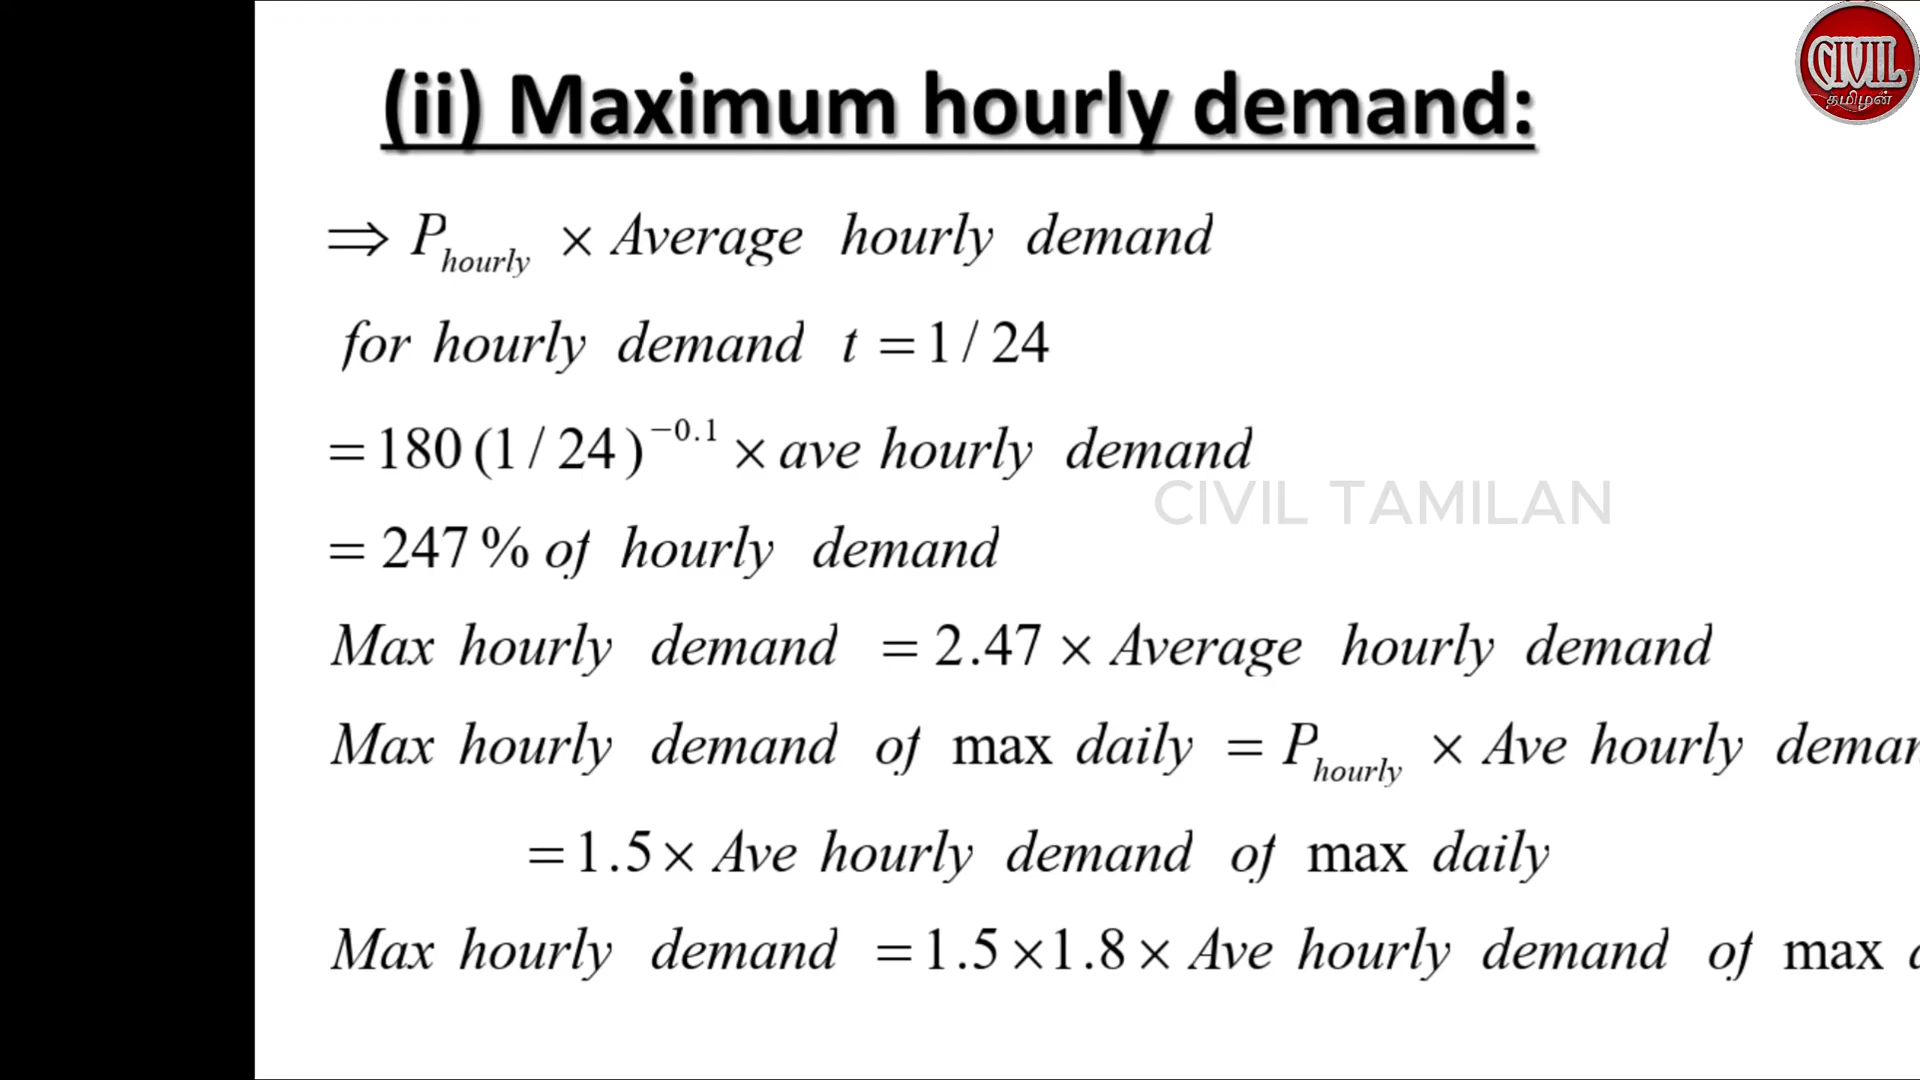 (ii) Maximum hourly demand:
CIVIL
தமிழன்
⇒ P_hourly × Average hourly demand
for hourly demand t = 1 / 24
= 180 (1 / 24)^−0.1 × ave hourly demand
CIVIL TAMILAN
= 247 % of hourly demand
Max hourly demand = 2.47 × Average hourly demand
Max hourly demand of max daily = P_hourly × Ave hourly
= 1.5 × Ave hourly demand of max daily
Max hourly demand = 1.5 × 1.8 × Ave hourly demand of max